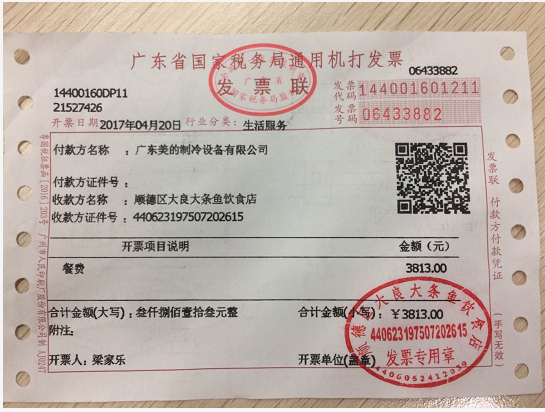 广东省国家税务局通用机打发票
发票联
06433882
14400160DP11
21527426
发票代码 144001601211
发票号码 06433882
开票日期 2017年04月20日 行业分类: 生活服务
付款方名称 : 广东美的制冷设备有限公司
付款方证件号 :
收款方名称 : 顺德区大良大条鱼饮食店
收款方证件号 : 440623197507202615
开票项目说明 金额(元)
餐费 3813.00
合计金额(大写) : 叁仟捌佰壹拾叁元整 合计金额(小写) : ¥3813.00
附注:
开票人: 梁家乐 开票单位(盖章)
顺德区大良大条鱼饮食店
440623197507202615
发票专用章
4406062412039
发票联 付款方付款凭证
(手写无效)